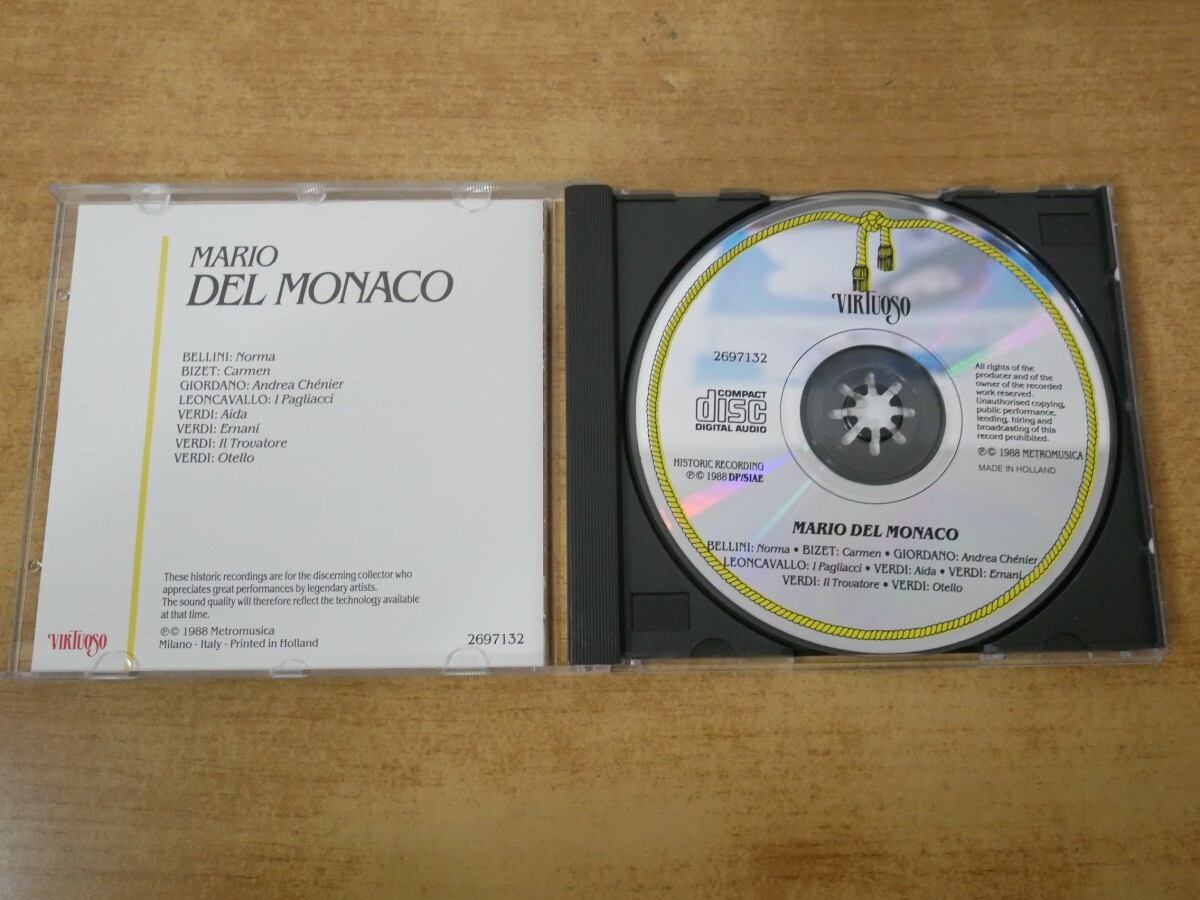 MARIO
DEL MONACO
BELLINI: Norma
BIZET: Carmen
GIORDANO: Andrea Chénier
LEONCAVALLO: I Pagliacci
VERDI: Aida
VERDI: Ernani
VERDI: Il Trovatore
VERDI: Otello
These historic recordings are for the discerning collector who
appreciates great performances by legendary artists.
The sound quality will therefore reflect the technology available
at that time.
℗© 1988 Metromusica
Milano - Italy - Printed in Holland
VIRTUOSO
2697132
VIRTUOSO
2697132
COMPACT
disc
DIGITAL AUDIO
HISTORIC RECORDING
℗© 1988 DP/SIAE
All rights of the
producer and of the
owner of the recorded
work reserved.
Unauthorised copying,
public performance,
lending, hiring and
broadcasting of this
record prohibited.
℗© 1988 METROMUSICA
MADE IN HOLLAND
MARIO DEL MONACO
BELLINI: Norma • BIZET: Carmen • GIORDANO: Andrea Chénier
LEONCAVALLO: I Pagliacci • VERDI: Aida • VERDI: Ernani
VERDI: Il Trovatore • VERDI: Otello